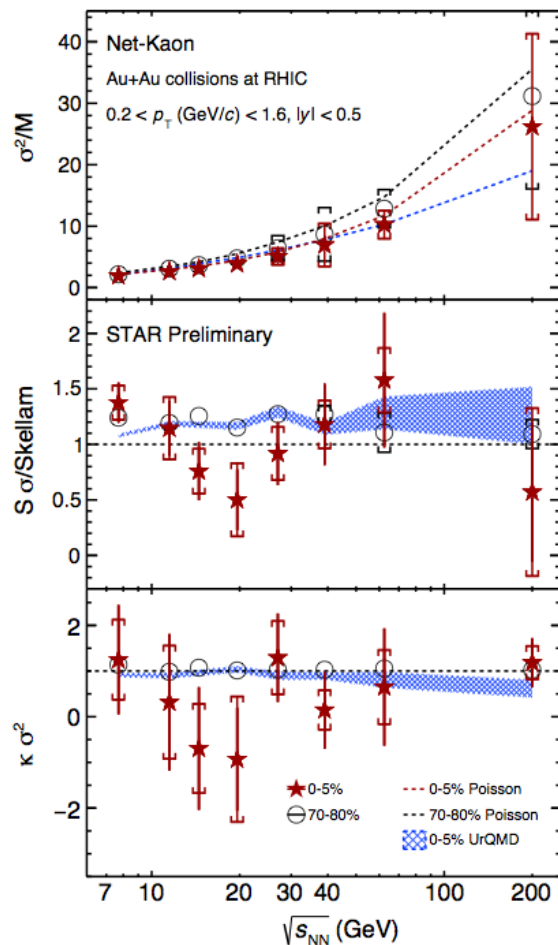 Net-Kaon
Au+Au collisions at RHIC
0.2 < p_T (GeV/c) < 1.6, |y| < 0.5
σ²/M
40
30
20
10
0
STAR Preliminary
S σ/Skellam
2
1.5
1
0.5
0
κ σ²
2
0
−2
0-5%
70-80%
0-5% Poisson
70-80% Poisson
0-5% UrQMD
7 10 20 30 40 100 200
√s_NN (GeV)